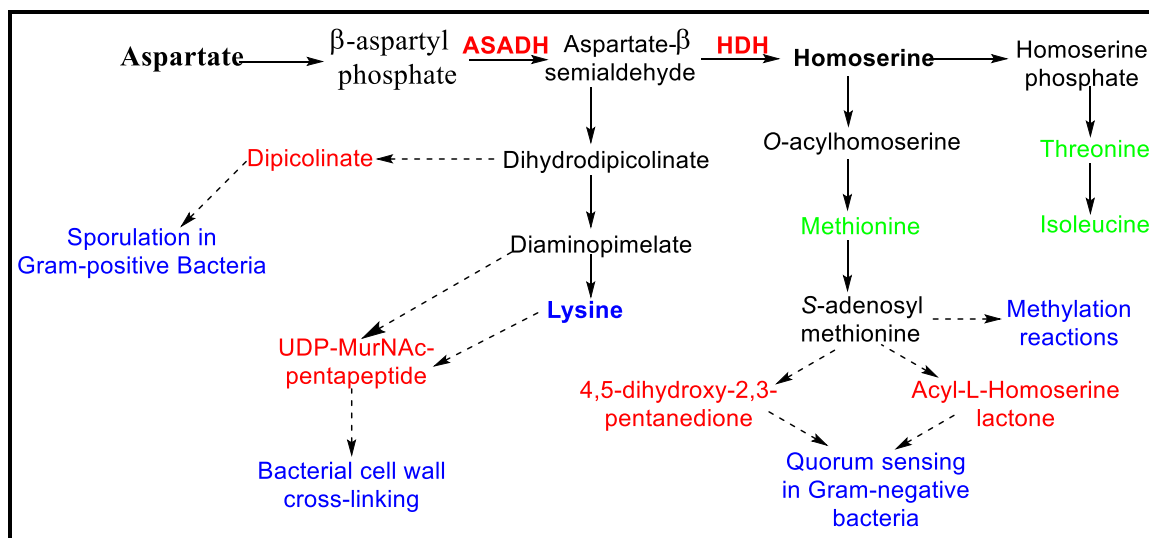 Aspartate
β-aspartyl
phosphate
ASADH
Aspartate-β
semialdehyde
HDH
Homoserine
Homoserine
phosphate
Dipicolinate
Dihydrodipicolinate
O-acylhomoserine
Threonine
Sporulation in
Gram-positive Bacteria
Diaminopimelate
Methionine
Isoleucine
Lysine
S-adenosyl
methionine
Methylation
reactions
UDP-MurNAc-
pentapeptide
4,5-dihydroxy-2,3-
pentanedione
Acyl-L-Homoserine
lactone
Bacterial cell wall
cross-linking
Quorum sensing
in Gram-negative
bacteria